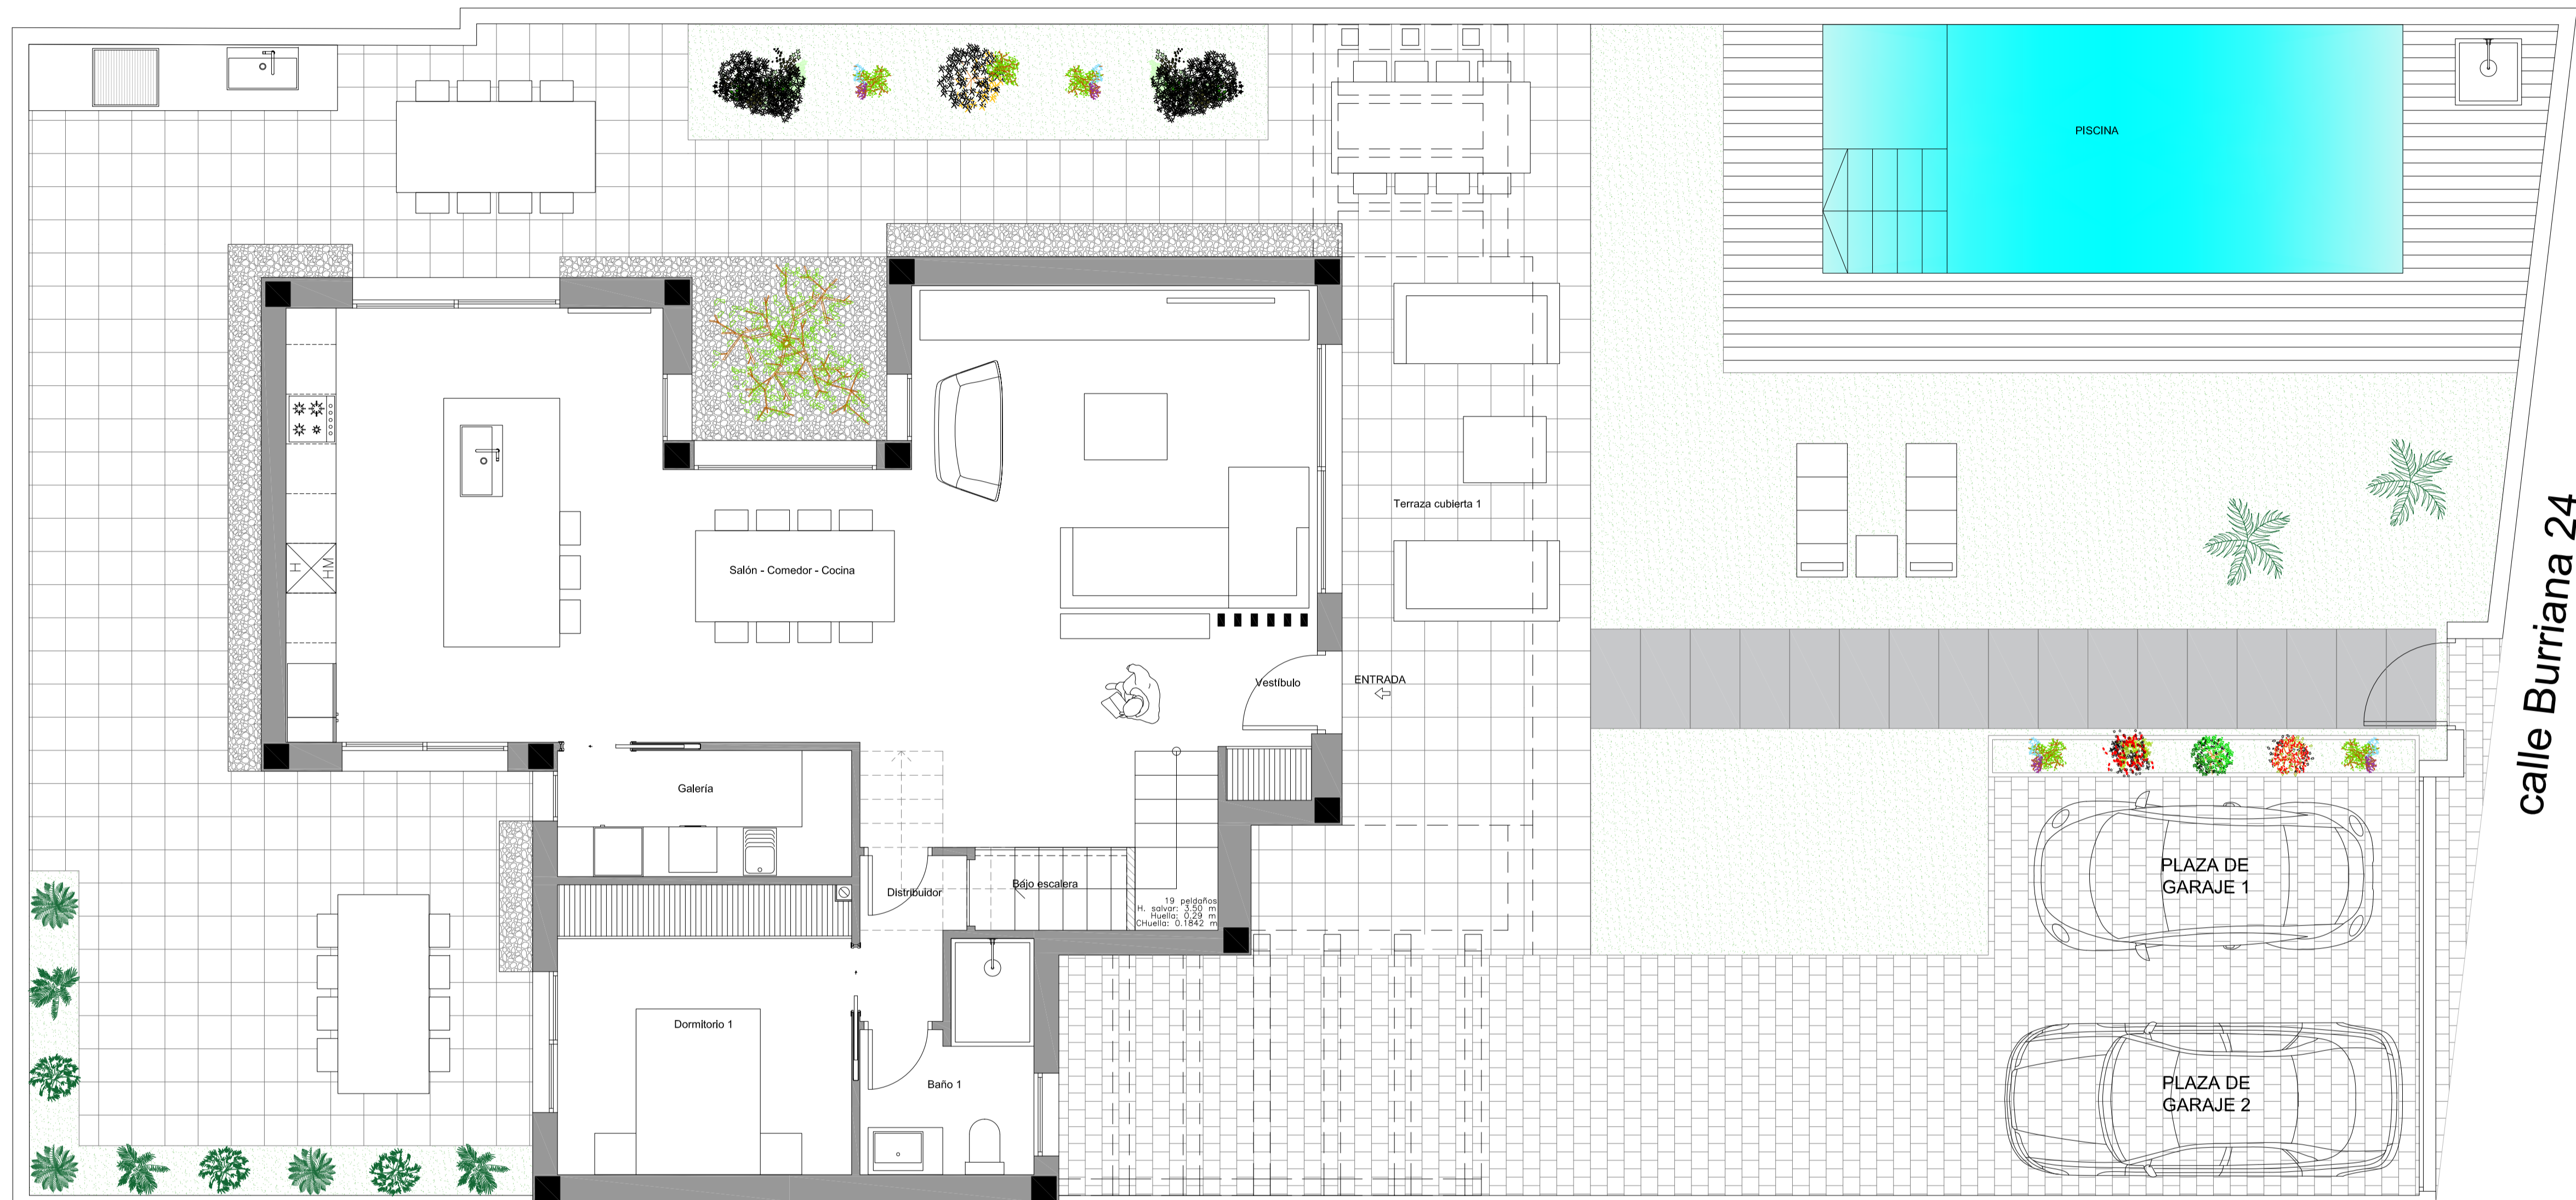 PISCINA
Terraza cubierta 1
Salón - Comedor - Cocina
H
HM
Vestíbulo
ENTRADA
calle Burriana 24
Galería
PLAZA DE
GARAJE 1
Distribuidor
Bajo escalera
19 peldaños
H. salvar: 3.50 m
Huella: 0.29 m
CHuella: 0.1842 m
Dormitorio 1
Baño 1
PLAZA DE
GARAJE 2